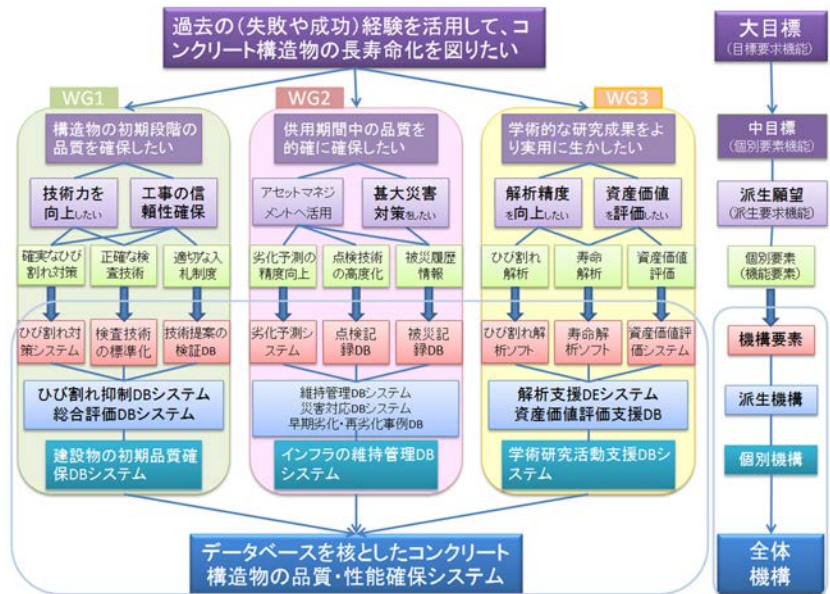 過去の(失敗や成功)経験を活用して、コ
ンクリート構造物の長寿命化を図りたい
大目標
(目標要求機能)
WG1
WG2
WG3
構造物の初期段階の
品質を確保したい
供用期間中の品質を
的確に確保したい
学術的な研究成果をよ
り実用に生かしたい
中目標
(個別要素機能)
技術力を
向上したい
工事の信
頼性確保
アセットマネジ
メントへ活用
甚大災害
対策をしたい
解析精度
を向上したい
資産価値
を評価したい
派生願望
(派生要求機能)
確実なひび
割れ対策
正確な検
査技術
適切な入
札制度
劣化予測の
精度向上
点検技術
の高度化
被災履歴
情報
ひび割れ
解析
寿命
解析
資産価値
評価
個別要素
(機能要素)
ひび割れ対
策システム
検査技術
の標準化
技術提案の
検証DB
劣化予測シ
ステム
点検記
録DB
被災記
録DB
ひび割れ解
析ソフト
寿命解
析ソフト
資産価値評
価システム
機構要素
ひび割れ抑制DBシステム
総合評価DBシステム
維持管理DBシステム
災害対応DBシステム
早期劣化・再劣化事例DB
解析支援DEシステム
資産価値評価支援DB
派生機構
建設物の初期品質確
保DBシステム
インフラの維持管理DB
システム
学術研究活動支援DBシ
ステム
個別機構
データベースを核としたコンクリート
構造物の品質・性能確保システム
全体
機構